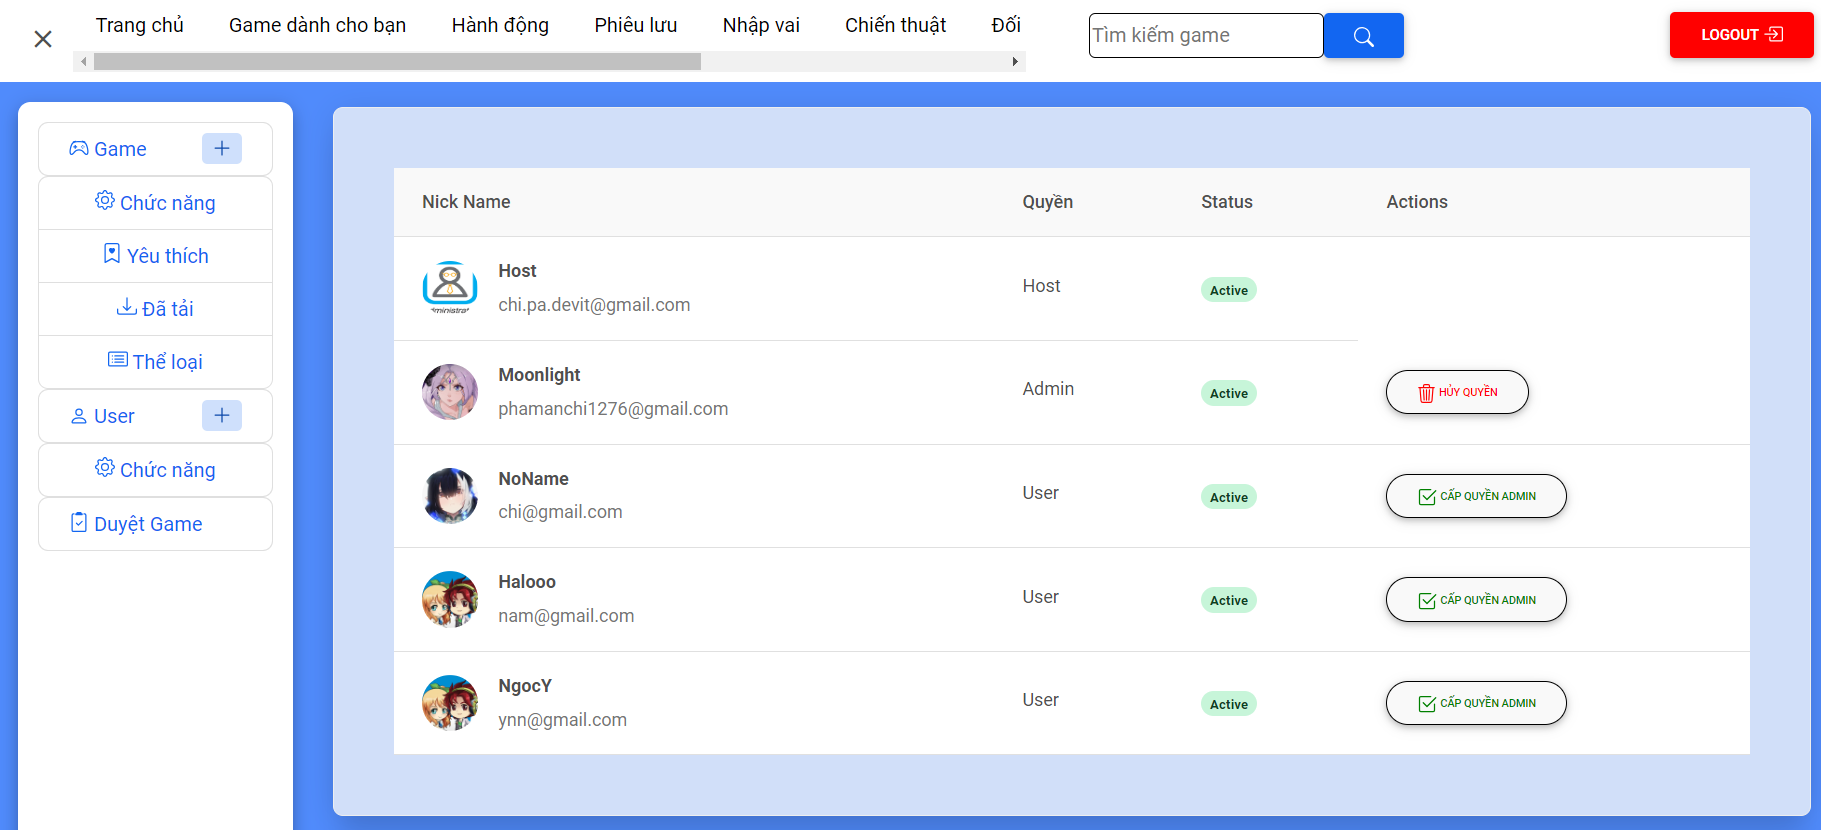 Trang chủ Game dành cho bạn Hành động Phiêu lưu Nhập vai Chiến thuật Đối
Tìm kiếm game
LOGOUT
Game
Chức năng
Yêu thích
Đã tải
Thể loại
User
Chức năng
Duyệt Game
Nick Name Quyền Status Actions
Host
chi.pa.devit@gmail.com
Host Active
Moonlight
phamanchi1276@gmail.com
Admin Active HỦY QUYỀN
NoName
chi@gmail.com
User Active CẤP QUYỀN ADMIN
Halooo
nam@gmail.com
User Active CẤP QUYỀN ADMIN
NgocY
ynn@gmail.com
User Active CẤP QUYỀN ADMIN